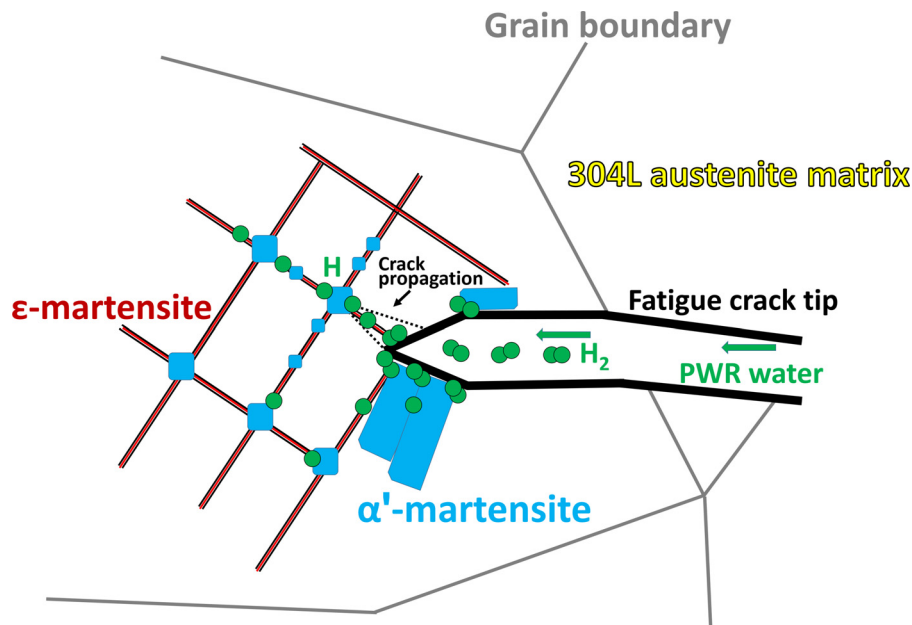 Grain boundary
304L austenite matrix
H
Crack
propagation
ε-martensite
Fatigue crack tip
H₂
PWR water
α'-martensite